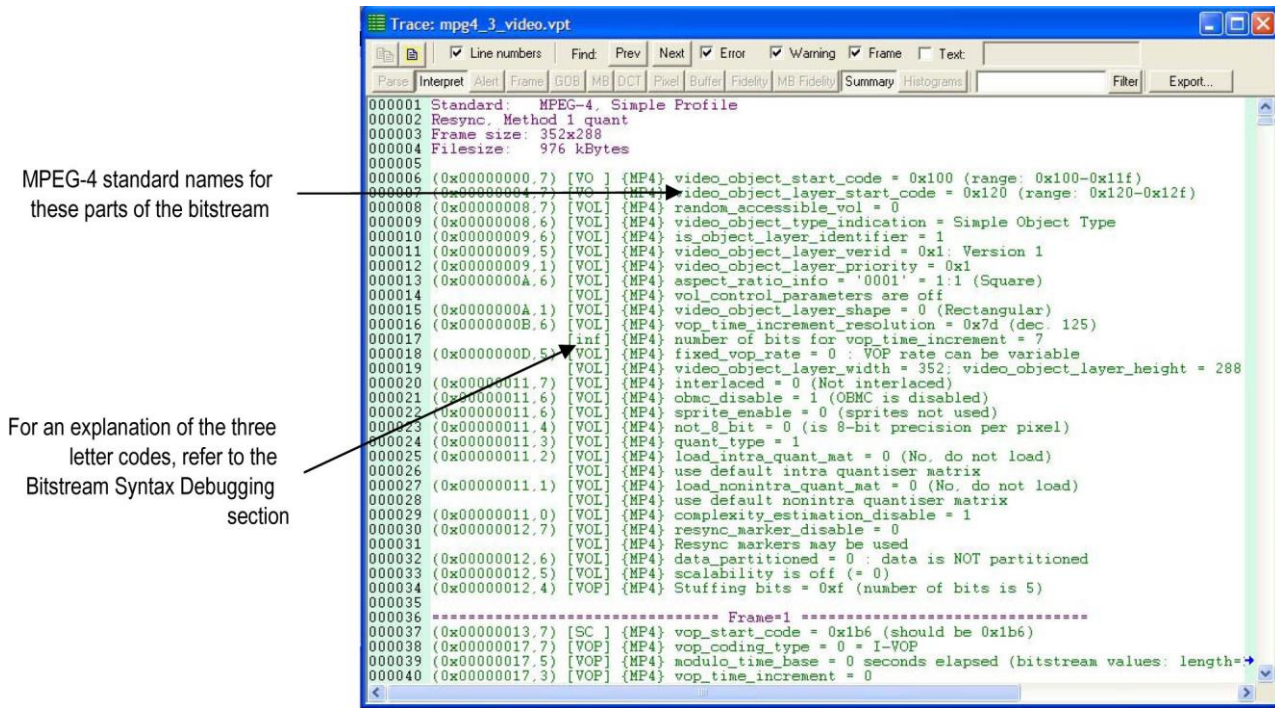 Trace: mpg4_3_video.vpt
Line numbers Find: Prev Next Error Warning Frame Text:
Parse Interpret Alert Frame GOB MB DCT Pixel Buffer Fidelity MB Fidelity Summary Histograms Filter Export...
000001 Standard: MPEG-4, Simple Profile
000002 Resync, Method 1 quant
000003 Frame size: 352x288
000004 Filesize: 976 kBytes
000005
000006 (0x00000000,7) [VO ] {MP4} video_object_start_code = 0x100 (range: 0x100-0x11f)
000007 (0x00000004,7) [VO ] {MP4} video_object_layer_start_code = 0x120 (range: 0x120-0x12f)
000008 (0x00000008,7) [VOL] {MP4} random_accessible_vol = 0
000009 (0x00000008,6) [VOL] {MP4} video_object_type_indication = Simple Object Type
000010 (0x00000009,6) [VOL] {MP4} is_object_layer_identifier = 1
000011 (0x00000009,5) [VOL] {MP4} video_object_layer_verid = 0x1: Version 1
000012 (0x00000009,1) [VOL] {MP4} video_object_layer_priority = 0x1
000013 (0x0000000A,6) [VOL] {MP4} aspect_ratio_info = '0001' = 1:1 (Square)
000014 [VOL] {MP4} vol_control_parameters are off
000015 (0x0000000A,1) [VOL] {MP4} video_object_layer_shape = 0 (Rectangular)
000016 (0x0000000B,6) [VOL] {MP4} vop_time_increment_resolution = 0x7d (dec. 125)
000017 [inf] {MP4} number of bits for vop_time_increment = 7
000018 (0x0000000D,5) [VOL] {MP4} fixed_vop_rate = 0 : VOP rate can be variable
000019 [VOL] {MP4} video_object_layer_width = 352; video_object_layer_height = 288
000020 (0x00000011,7) [VOL] {MP4} interlaced = 0 (Not interlaced)
000021 (0x00000011,6) [VOL] {MP4} obmc_disable = 1 (OBMC is disabled)
000022 (0x00000011,6) [VOL] {MP4} sprite_enable = 0 (sprites not used)
000023 (0x00000011,4) [VOL] {MP4} not_8_bit = 0 (is 8-bit precision per pixel)
000024 (0x00000011,3) [VOL] {MP4} quant_type = 1
000025 (0x00000011,2) [VOL] {MP4} load_intra_quant_mat = 0 (No, do not load)
000026 [VOL] {MP4} use default intra quantiser matrix
000027 (0x00000011,1) [VOL] {MP4} load_nonintra_quant_mat = 0 (No, do not load)
000028 [VOL] {MP4} use default nonintra quantiser matrix
000029 (0x00000011,0) [VOL] {MP4} complexity_estimation_disable = 1
000030 (0x00000012,7) [VOL] {MP4} resync_marker_disable = 0
000031 [VOL] {MP4} Resync markers may be used
000032 (0x00000012,6) [VOL] {MP4} data_partitioned = 0 : data is NOT partitioned
000033 (0x00000012,5) [VOL] {MP4} scalability is off (= 0)
000034 (0x00000012,4) [VOP] {MP4} Stuffing bits = 0xf (number of bits is 5)
000035
000036 =============================== Frame=1 ===============================
000037 (0x00000013,7) [SC ] {MP4} vop_start_code = 0x1b6 (should be 0x1b6)
000038 (0x00000017,7) [VOP] {MP4} vop_coding_type = 0 = I-VOP
000039 (0x00000017,5) [VOP] {MP4} modulo_time_base = 0 seconds elapsed (bitstream values: length=
000040 (0x00000017,3) [VOP] {MP4} vop_time_increment = 0
MPEG-4 standard names for
these parts of the bitstream
For an explanation of the three
letter codes, refer to the
Bitstream Syntax Debugging
section